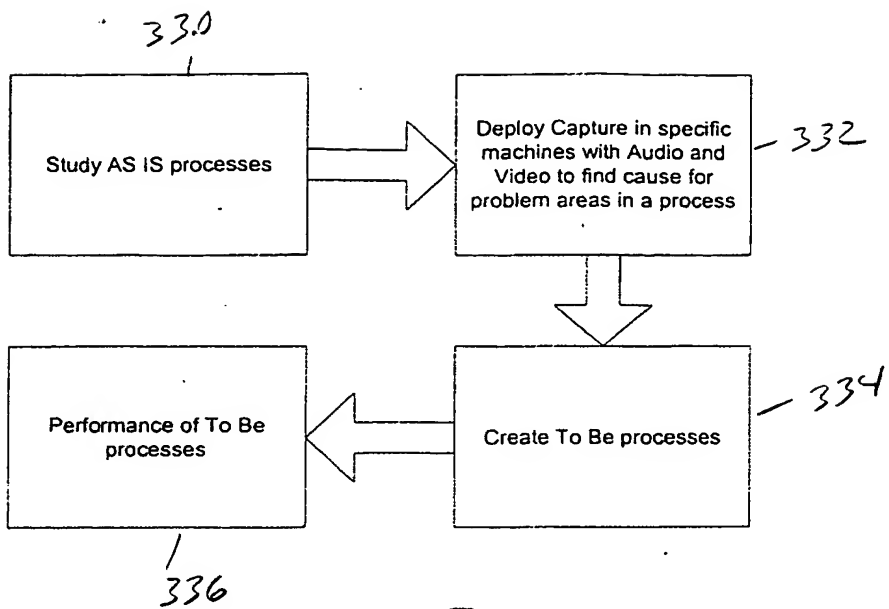 330
Study AS IS processes
Deploy Capture in specific
machines with Audio and
Video to find cause for
problem areas in a process
332
Create To Be processes
334
Performance of To Be
processes
336